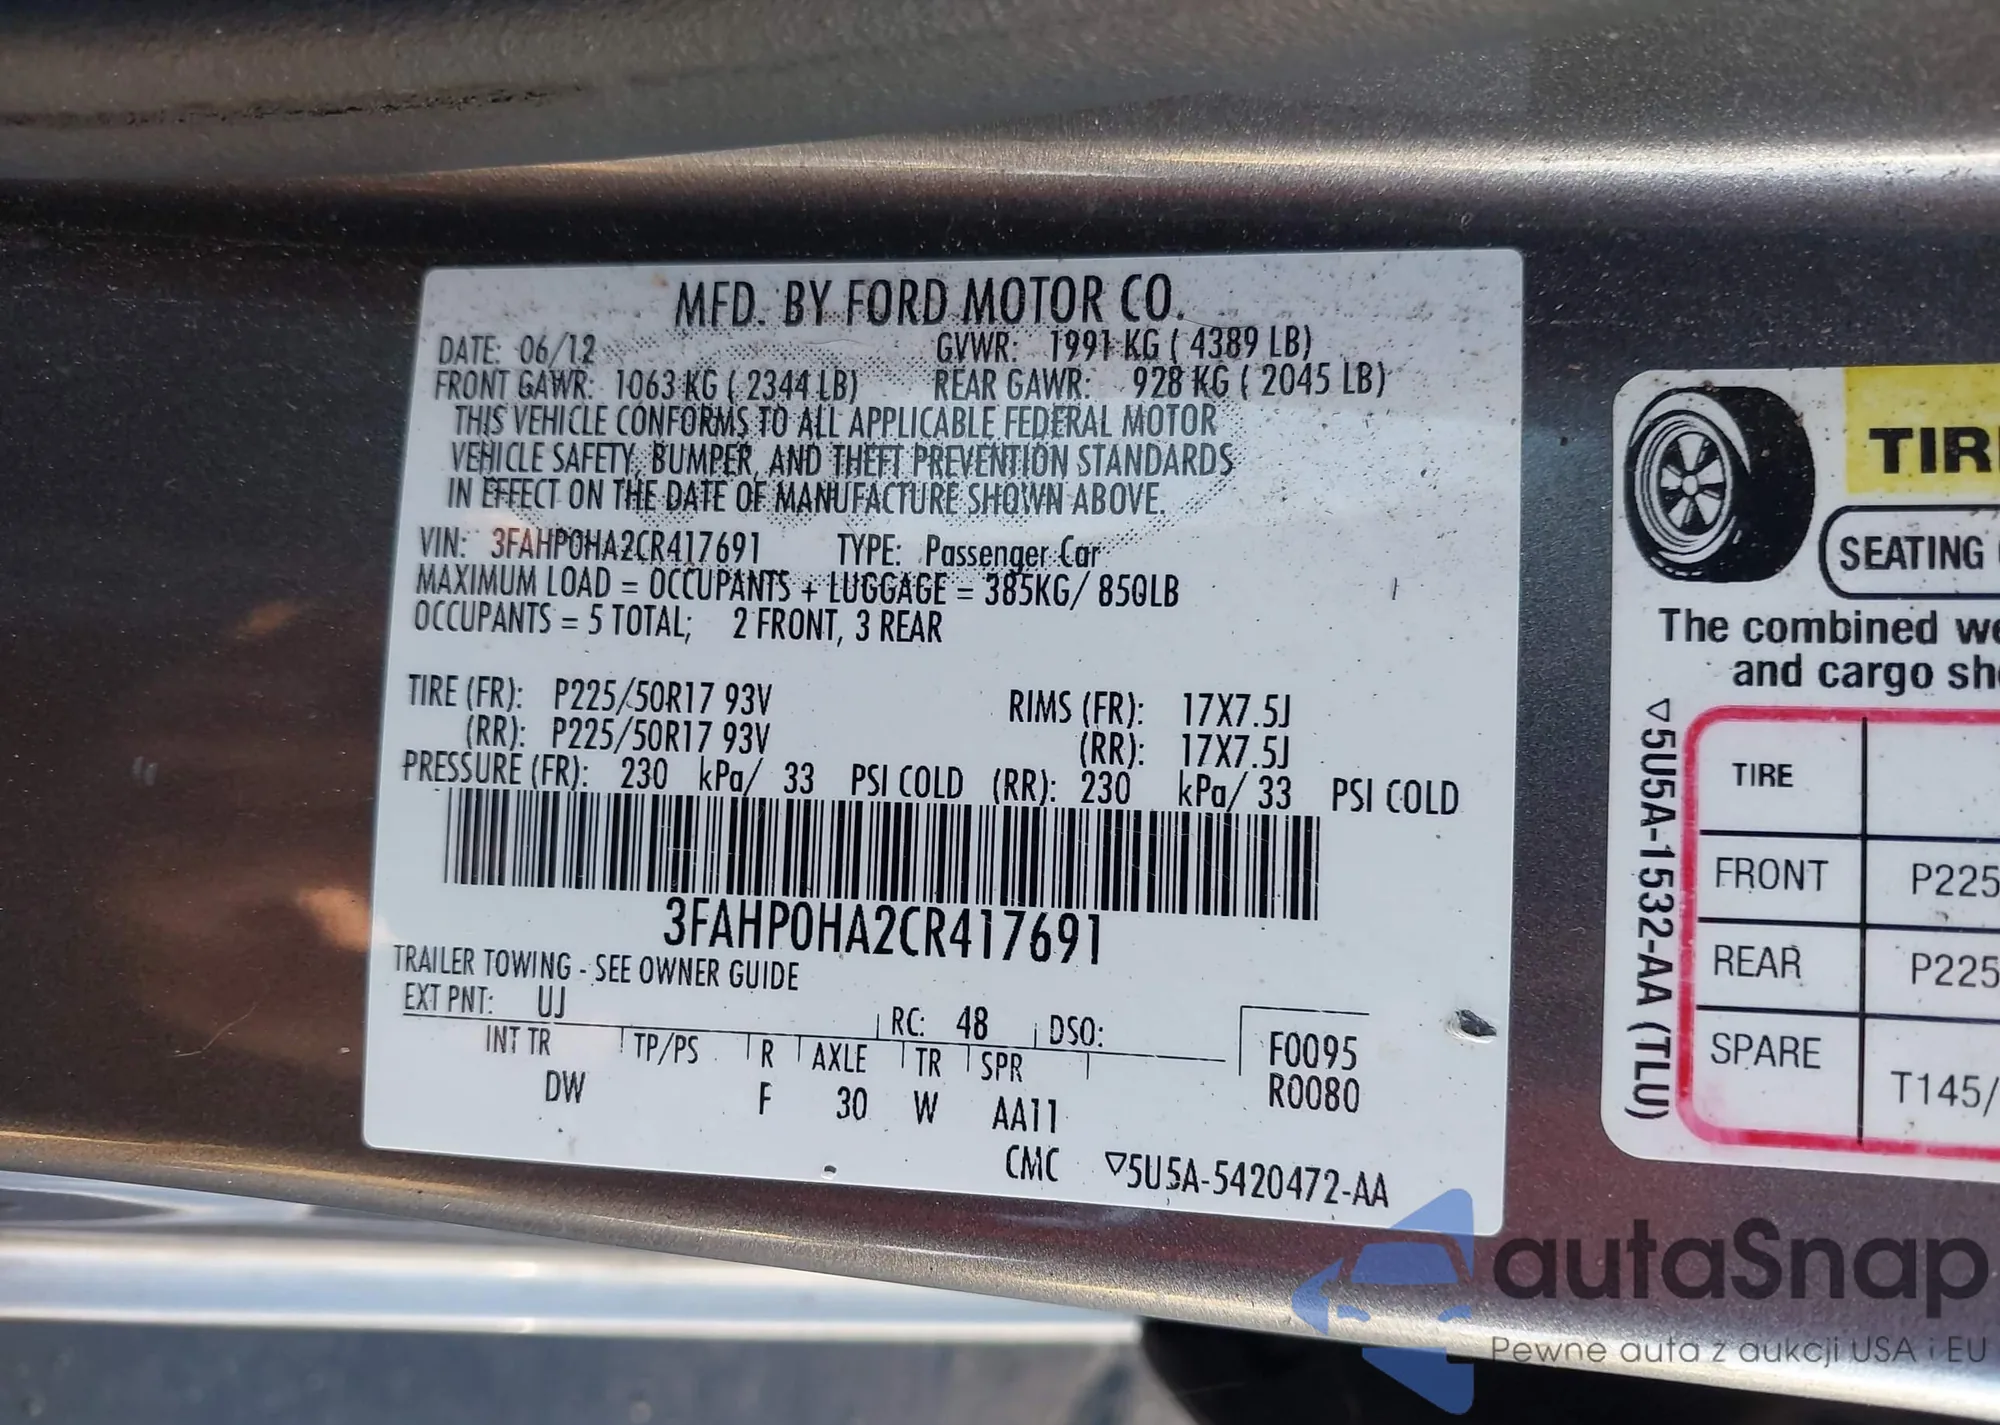 MFD. BY FORD MOTOR CO.
DATE: 06/12 GVWR: 1991 KG ( 4389 LB)
FRONT GAWR: 1063 KG ( 2344 LB) REAR GAWR: 928 KG ( 2045 LB)
THIS VEHICLE CONFORMS TO ALL APPLICABLE FEDERAL MOTOR
VEHICLE SAFETY, BUMPER, AND THEFT PREVENTION STANDARDS
IN EFFECT ON THE DATE OF MANUFACTURE SHOWN ABOVE.
VIN: 3FAHP0HA2CR417691 TYPE: Passenger Car
MAXIMUM LOAD = OCCUPANTS + LUGGAGE = 385KG/ 850LB
OCCUPANTS = 5 TOTAL; 2 FRONT, 3 REAR
TIRE (FR): P225/50R17 93V RIMS (FR): 17X7.5J
(RR): P225/50R17 93V (RR): 17X7.5J
PRESSURE (FR): 230 kPa/ 33 PSI COLD (RR): 230 kPa/ 33 PSI COLD
3FAHP0HA2CR417691
TRAILER TOWING - SEE OWNER GUIDE
EXT PNT: UJ RC: 48 DSO:
INT TR TP/PS R AXLE TR SPR F0095
DW F 30 W AA11 R0080
CMC ▽5U5A-5420472-AA
TIR
SEATING
The combined we
and cargo sh
▽5U5A-1532-AA (TLU)
TIRE
FRONT P225
REAR P225
SPARE T145/
autaSnap
Pewne auta z aukcji USA i EU